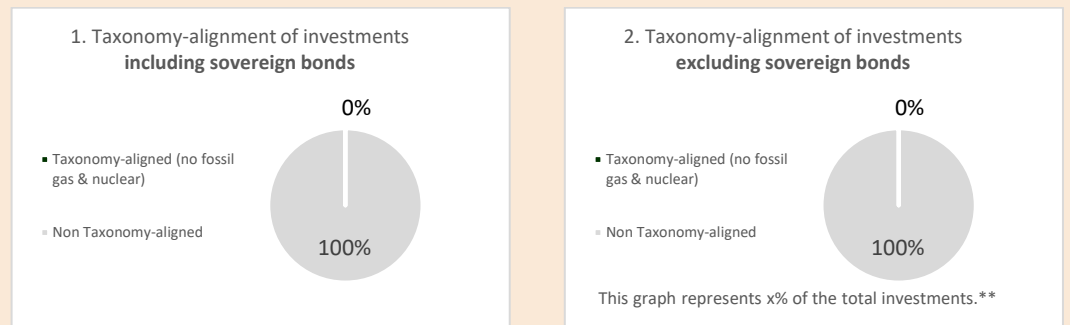 1. Taxonomy-alignment of investments
including sovereign bonds
0%
Taxonomy-aligned (no fossil
gas & nuclear)
Non Taxonomy-aligned
100%
2. Taxonomy-alignment of investments
excluding sovereign bonds
0%
Taxonomy-aligned (no fossil
gas & nuclear)
Non Taxonomy-aligned
100%
This graph represents x% of the total investments.**